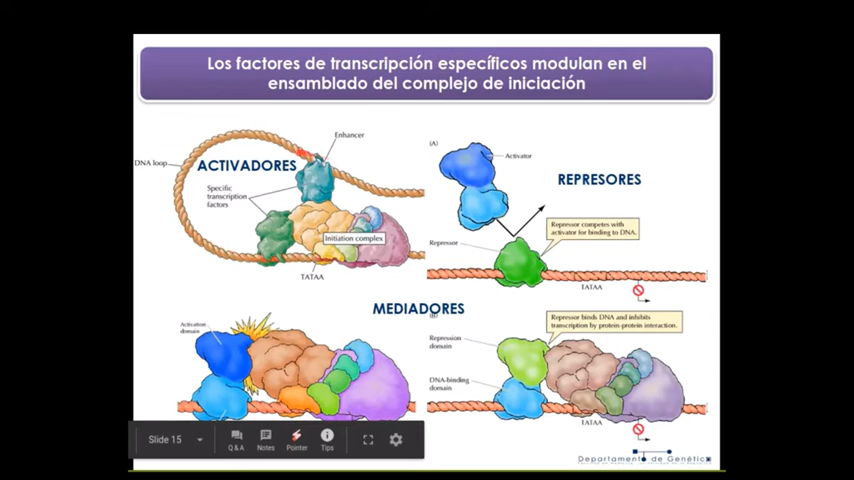 Los factores de transcripción específicos modulan en el
ensamblado del complejo de iniciación
Enhancer
DNA loop
ACTIVADORES
Specific
transcription
factors
Initiation complex
TATAA
(A)
Activator
REPRESORES
Repressor competes with
activator for binding to DNA.
Repressor
TATAA
MEDIADORES
Activation
domain
Repressor binds DNA and inhibits
transcription by protein-protein interaction.
Repression
domain
DNA-binding
domain
TATAA
Slide 15
Q & A
Notes
Pointer
Tips
Departamento de Genética